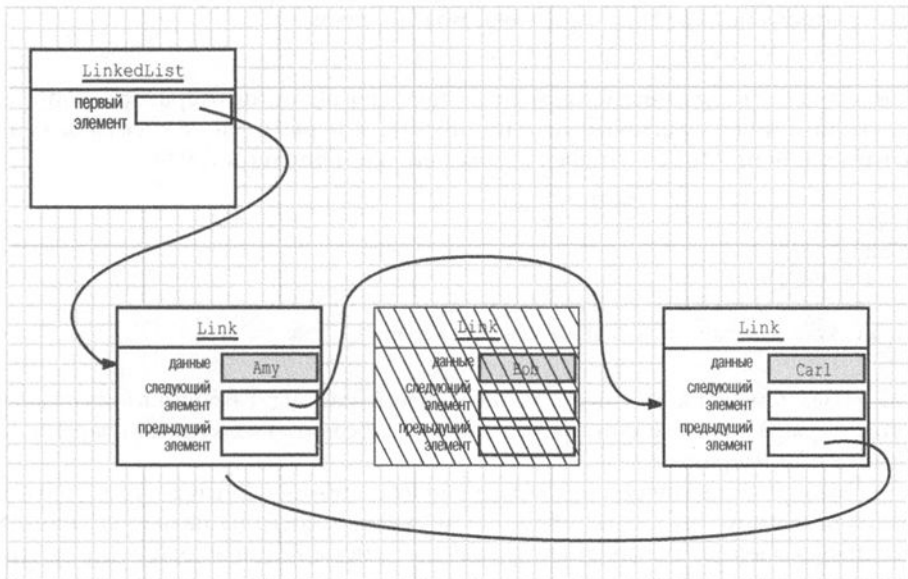 LinkedList
первый
элемент
Link
данные
Amy
следующий
элемент
предыдущий
элемент
Link
данные
Bob
следующий
элемент
предыдущий
элемент
Link
данные
Carl
следующий
элемент
предыдущий
элемент